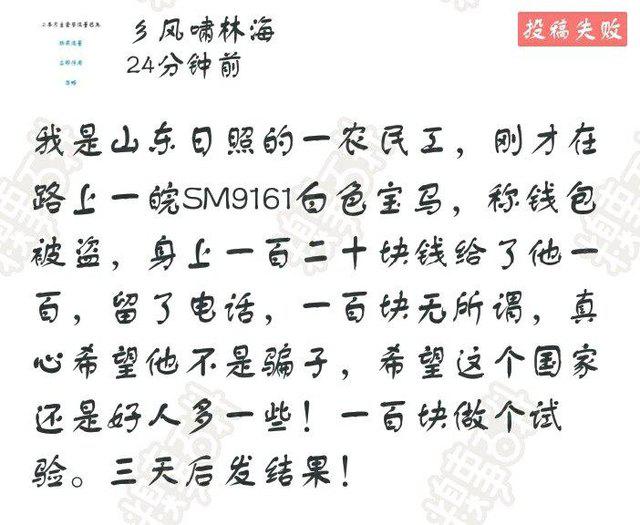 乡风啸林海
24分钟前
投稿失败
我是山东日照的一农民工，刚才在
路上一皖SM9161白色宝马，称钱包
被盗，身上一百二十块钱给了他一
百，留了电话，一百块无所谓，真
心希望他不是骗子，希望这个国家
还是好人多一些！一百块做个试
验。三天后发结果！
糗事百科